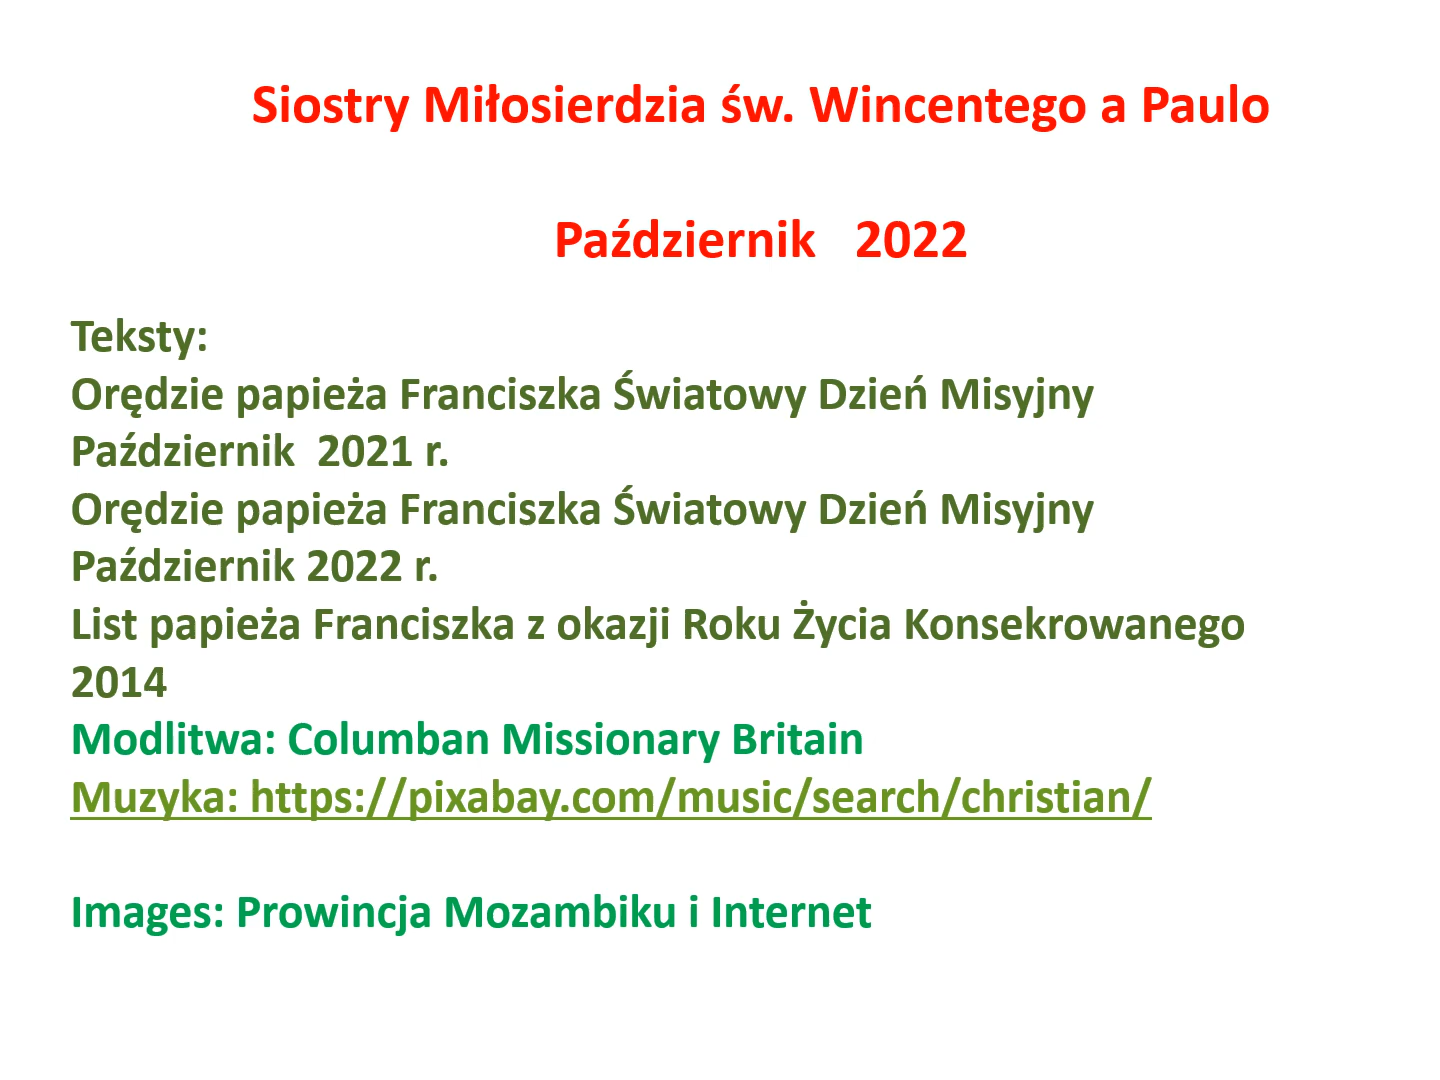 Siostry Miłosierdzia św. Wincentego a Paulo
Październik 2022
Teksty:
Orędzie papieża Franciszka Światowy Dzień Misyjny
Październik 2021 r.
Orędzie papieża Franciszka Światowy Dzień Misyjny
Październik 2022 r.
List papieża Franciszka z okazji Roku Życia Konsekrowanego
2014
Modlitwa: Columban Missionary Britain
Muzyka: https://pixabay.com/music/search/christian/
Images: Prowincja Mozambiku i Internet